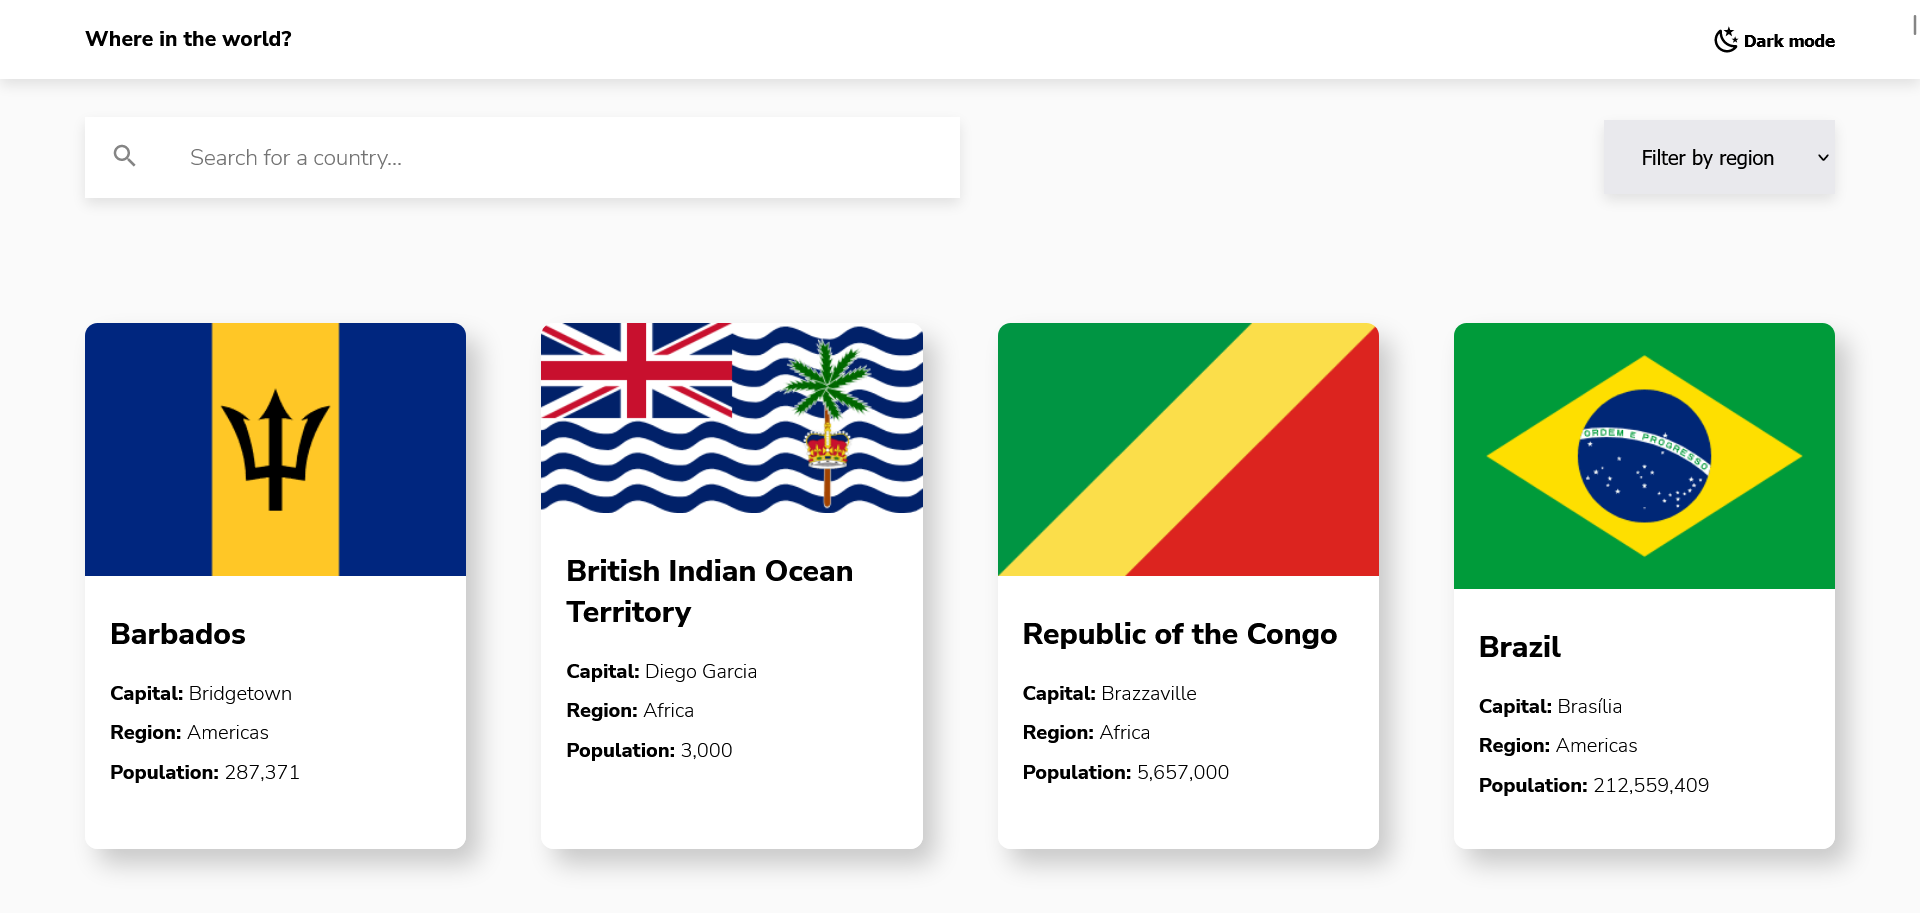 Where in the world?
Dark mode
Search for a country...
Filter by region
ORDEM E PROGRESSO
Barbados
Capital: Bridgetown
Region: Americas
Population: 287,371
British Indian Ocean
Territory
Capital: Diego Garcia
Region: Africa
Population: 3,000
Republic of the Congo
Capital: Brazzaville
Region: Africa
Population: 5,657,000
Brazil
Capital: Brasília
Region: Americas
Population: 212,559,409